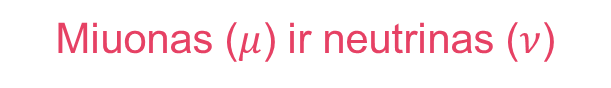 Miuonas (𝜇) ir neutrinas (𝜈)